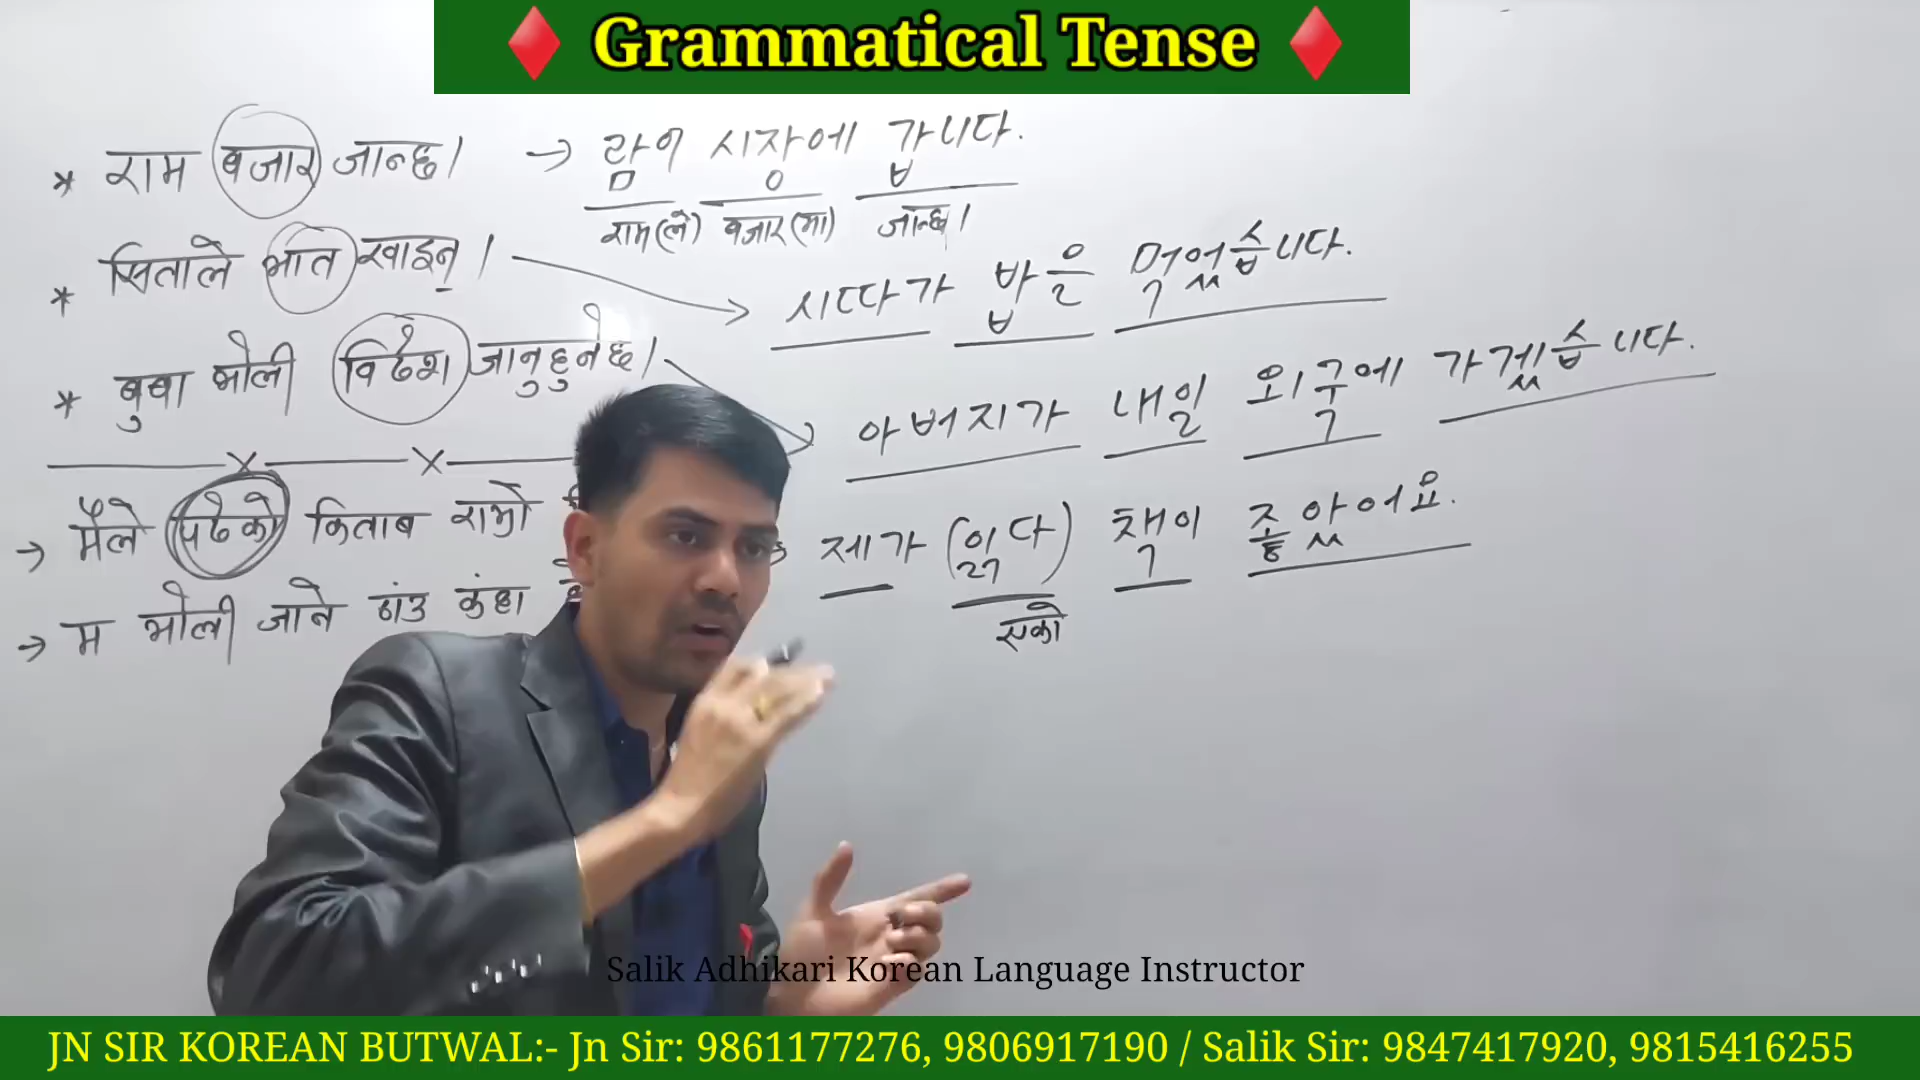 ♦ Grammatical Tense ♦
* राम बजार जान्छ। → 람이 시장에 갑니다.
राम(ले) बजार(मा) जान्छ।
* सिताले भात खाइन्। → 시따가 밥은 먹었습니다.
* बुबा भोली विदेश जानुहुनेछ। → 아버지가 내일 외국에 가겠습니다.
→ मैले पढेको किताब राम्रो
제가 (읽다) 책이 좋았어요.
एको
→ म भोली जाने ठांउ कुंहा
Salik Adhikari Korean Language Instructor
JN SIR KOREAN BUTWAL:- Jn Sir: 9861177276, 9806917190 / Salik Sir: 9847417920, 9815416255